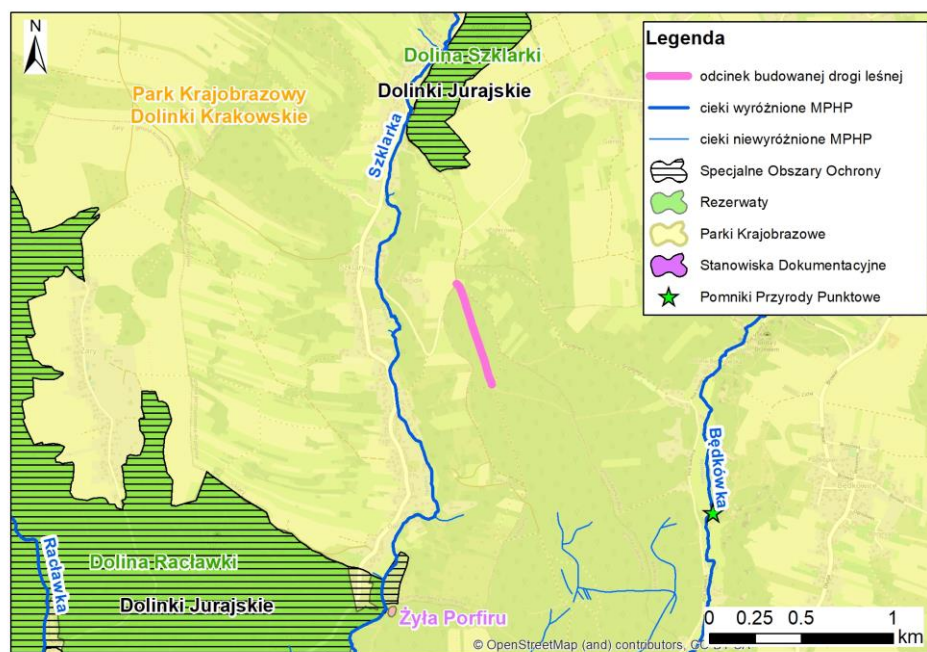 N
Dolina Szklarki
Dolinki Jurajskie
Park Krajobrazowy
Dolinki Krakowskie
Szklarka
Legenda
odcinek budowanej drogi leśnej
cieki wyróżnione MPHP
cieki niewyróżnione MPHP
Specjalne Obszary Ochrony
Rezerwaty
Parki Krajobrazowe
Stanowiska Dokumentacyjne
Pomniki Przyrody Punktowe
Będkówka
Racławka
Dolina Racławki
Dolinki Jurajskie
Żyła Porfiru
0 0.25 0.5 1
km
© OpenStreetMap (and) contributors,